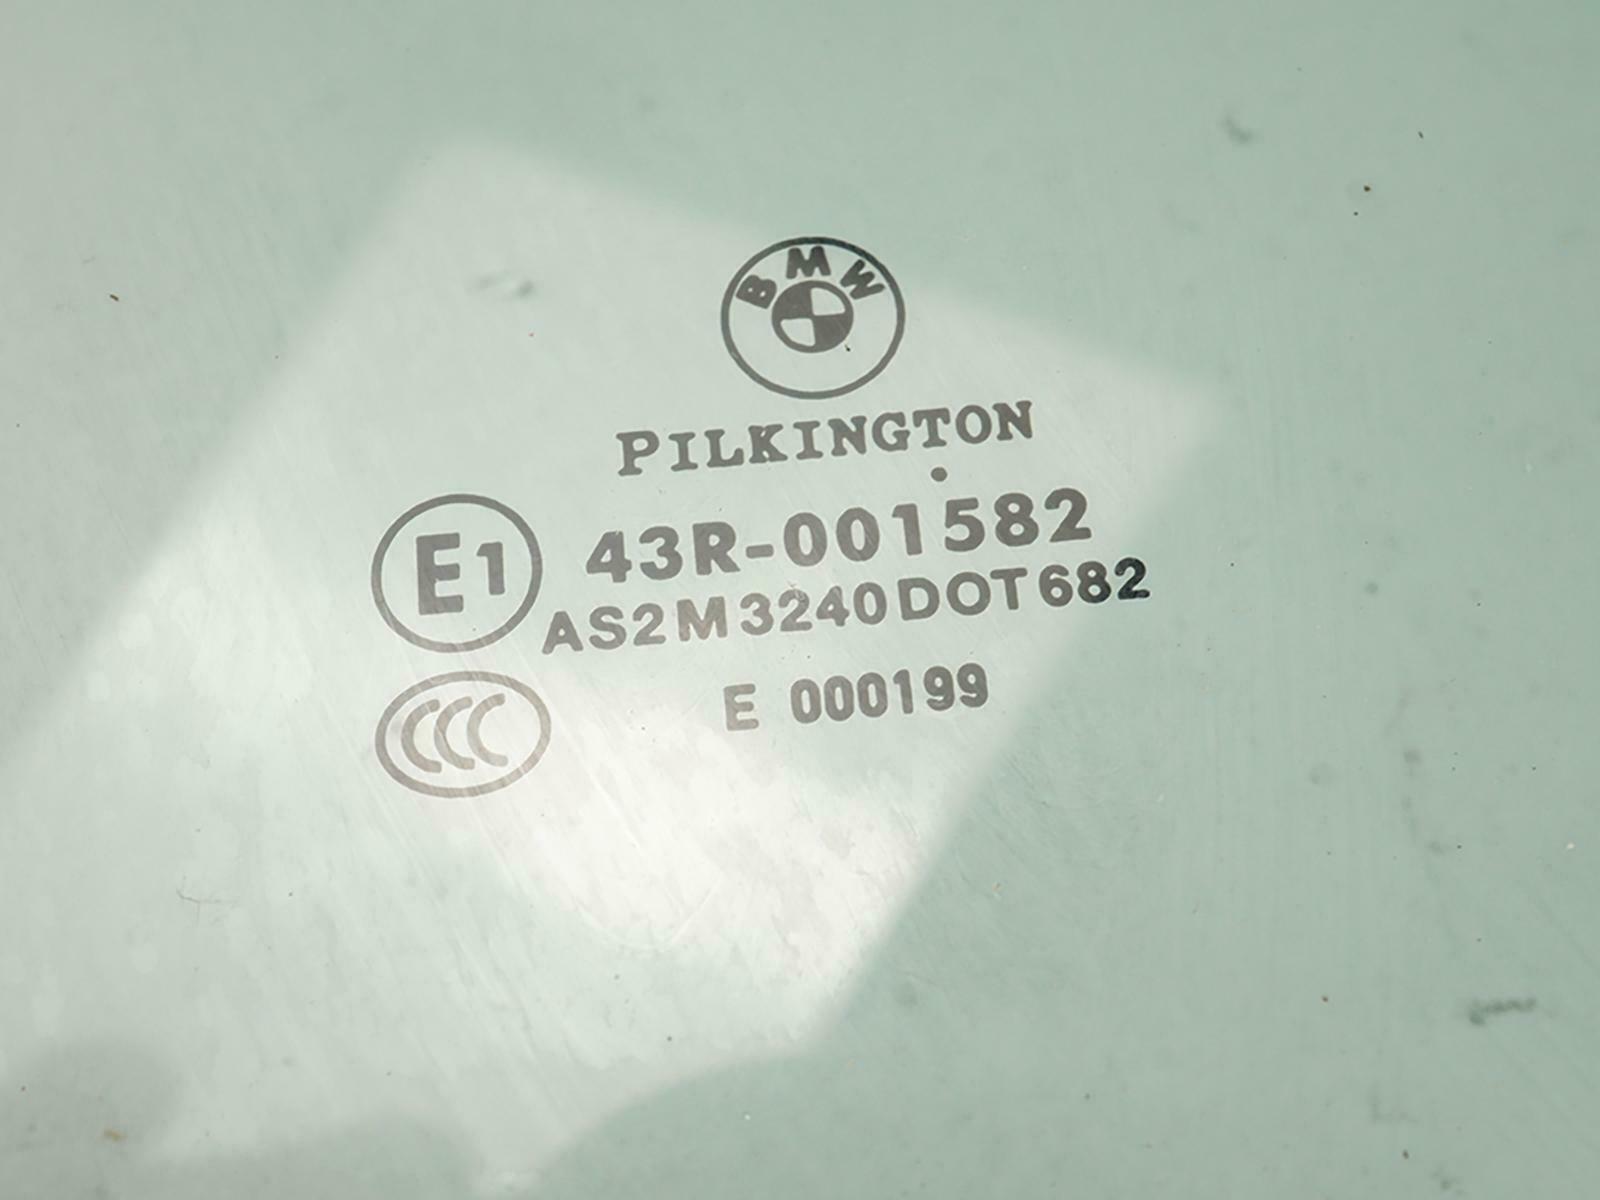 BMW
PILKINGTON
E1 43R-001582
AS2M3240DOT682
CCC E 000199